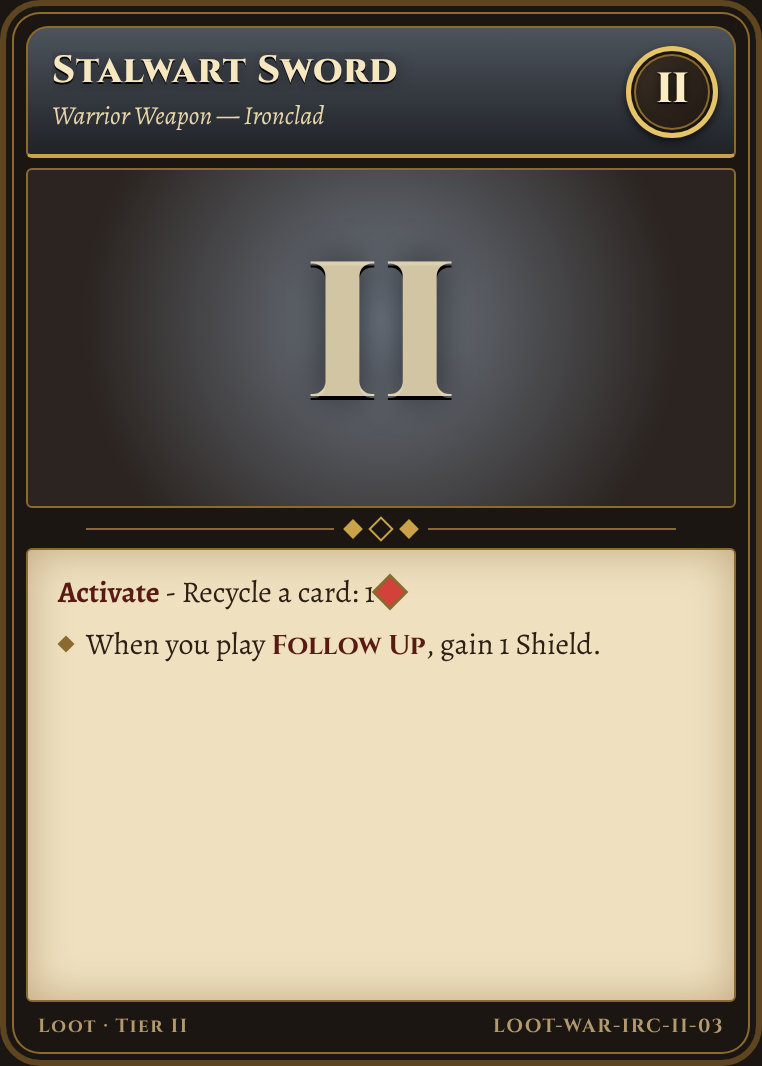 Stalwart Sword
Warrior Weapon — Ironclad
II
II
Activate - Recycle a card: 1
When you play Follow Up, gain 1 Shield.
Loot · Tier II
LOOT-WAR-IRC-II-03